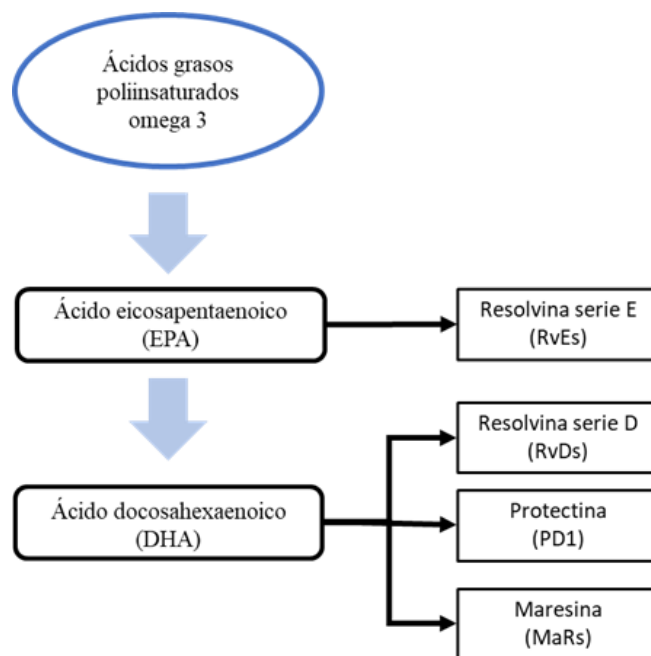 Ácidos grasos
poliinsaturados
omega 3
Ácido eicosapentaenoico
(EPA)
Resolvina serie E
(RvEs)
Resolvina serie D
(RvDs)
Ácido docosahexaenoico
(DHA)
Protectina
(PD1)
Maresina
(MaRs)